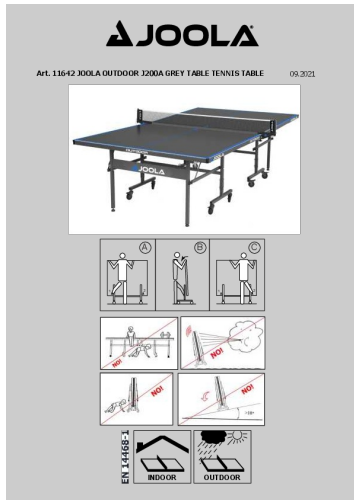 JOOLA
Art. 11642 JOOLA OUTDOOR J200A GREY TABLE TENNIS TABLE
09.2021
OUTDOOR
JOOLA
A
B
C
NO!
NO!
NO!
NO!
EN 14468-1
INDOOR
OUTDOOR